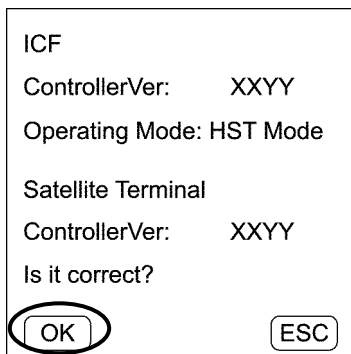 ICF
ControllerVer: XXYY
Operating Mode: HST Mode
Satellite Terminal
ControllerVer: XXYY
Is it correct?
OK ESC